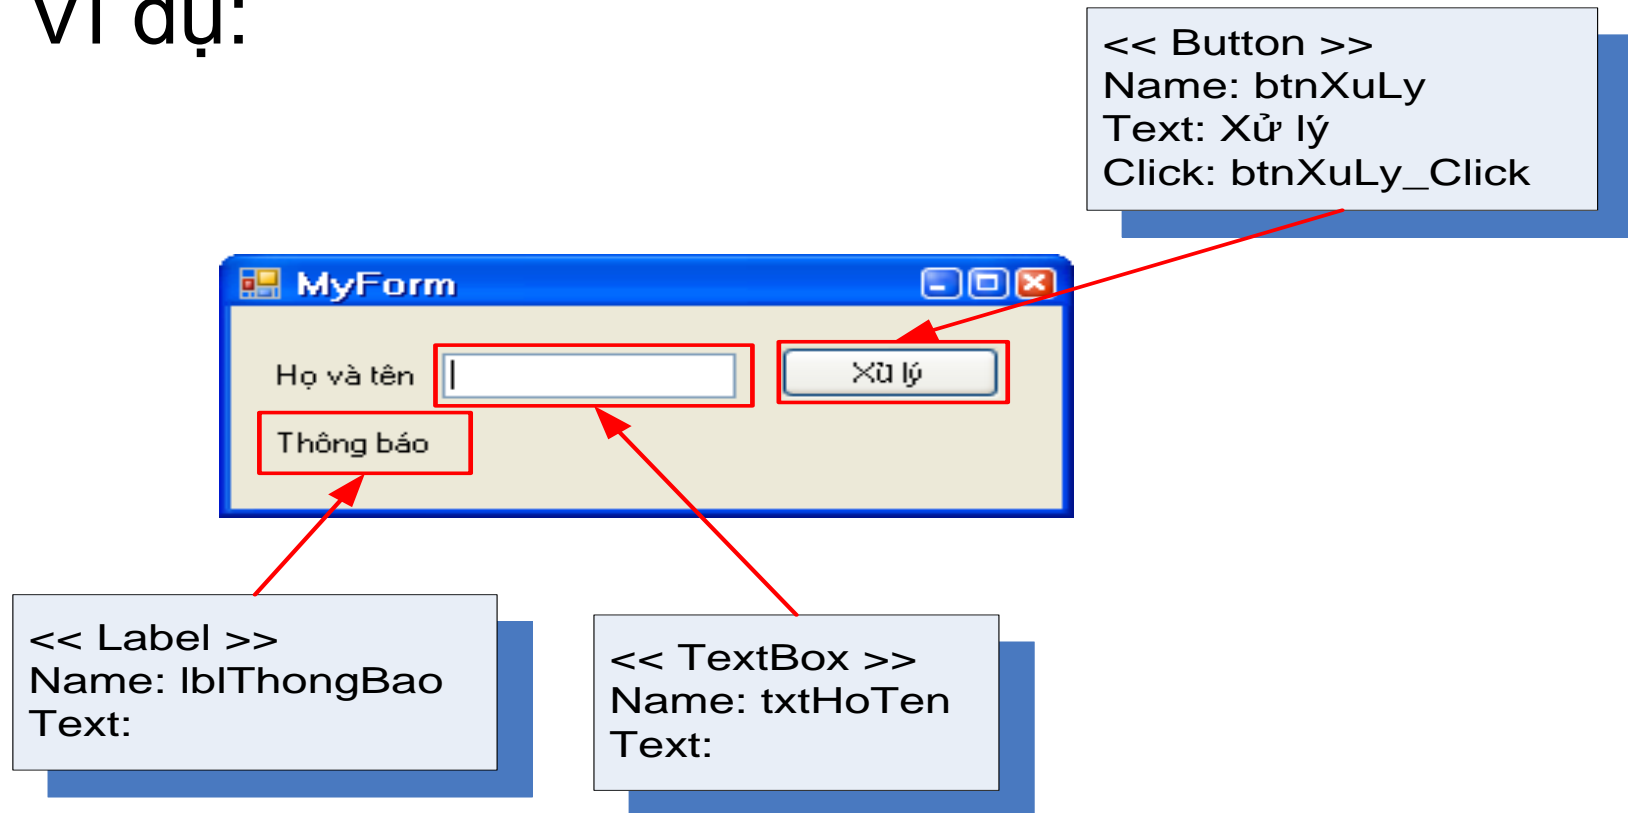 Ví dụ:
<< Button >>
Name: btnXuLy
Text: Xử lý
Click: btnXuLy_Click
MyForm
Họ và tên
Xử lý
Thông báo
<< Label >>
Name: lblThongBao
Text:
<< TextBox >>
Name: txtHoTen
Text: